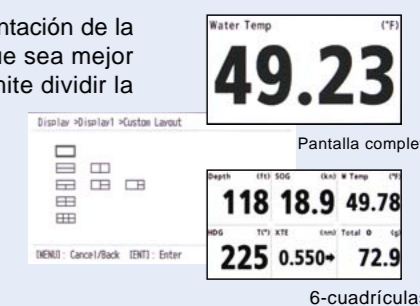 ntación de la
ue sea mejor
mite dividir la
Water Temp (°F)
49.23
Pantalla comple
Display >Display1 >Custom Layout
[MENU] : Cancel/Back [ENT] : Enter
Depth (ft) SOG (kn) W Temp (°F)
118 18.9 49.78
HDG T(°) XTE (nm) Total (g)
225 0.550→ 72.9
6-cuadrícula